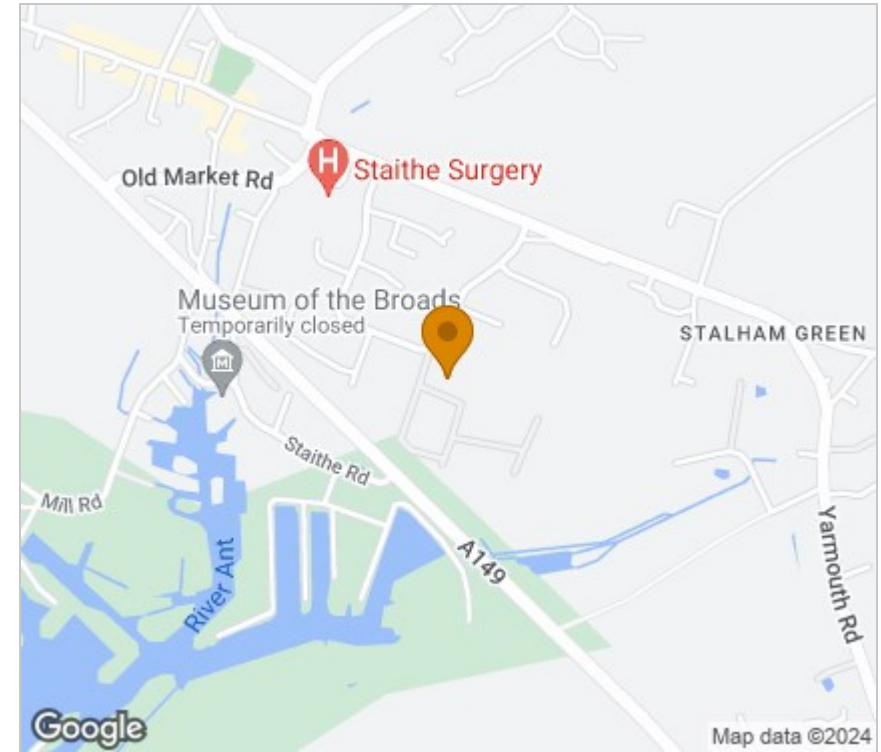 Old Market Rd
H
Staithe Surgery
Museum of the Broads
Temporarily closed
M
STALHAM GREEN
Staithe Rd
Mill Rd
River Ant
A149
Yarmouth Rd
Google
Map data ©2024